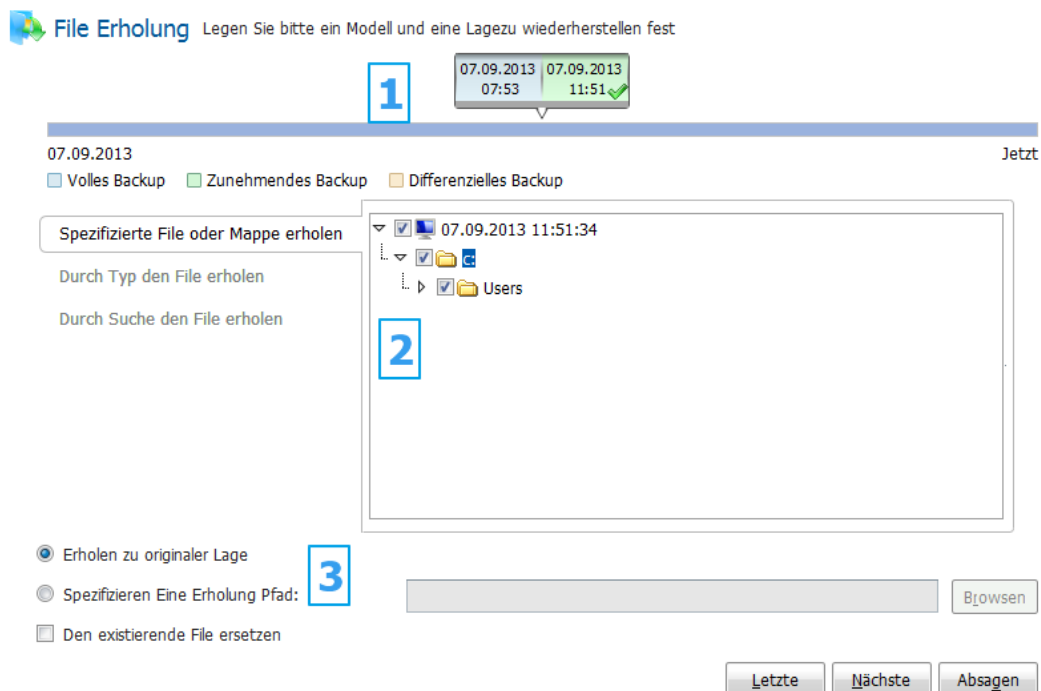 File Erholung Legen Sie bitte ein Modell und eine Lagezu wiederherstellen fest
07.09.2013 07.09.2013
07:53 11:51
1
07.09.2013 Jetzt
Volles Backup Zunehmendes Backup Differenzielles Backup
Spezifizierte File oder Mappe erholen
Durch Typ den File erholen
Durch Suche den File erholen
07.09.2013 11:51:34
c:
Users
2
Erholen zu originaler Lage
3
Spezifizieren Eine Erholung Pfad:
Browsen
Den existierende File ersetzen
Letzte Nächste Absagen